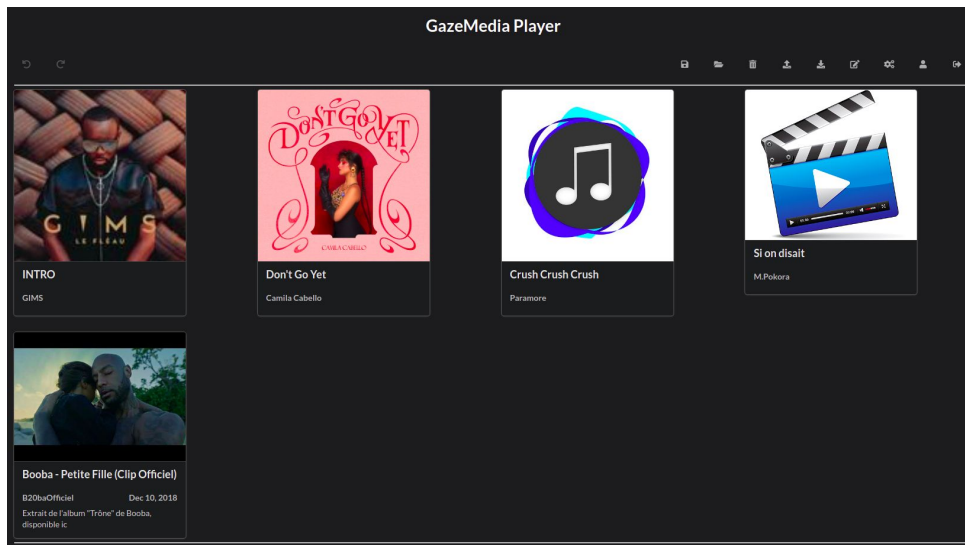 GazeMedia Player
GIMS
LE FLÉAU
INTRO
GIMS
DON'T GO YET
CAMILA CABELLO
Don't Go Yet
Camila Cabello
Crush Crush Crush
Paramore
Si on disait
M.Pokora
Booba - Petite Fille (Clip Officiel)
B20baOfficiel Dec 10, 2018
Extrait de l'album "Trône" de Booba,
disponible ic